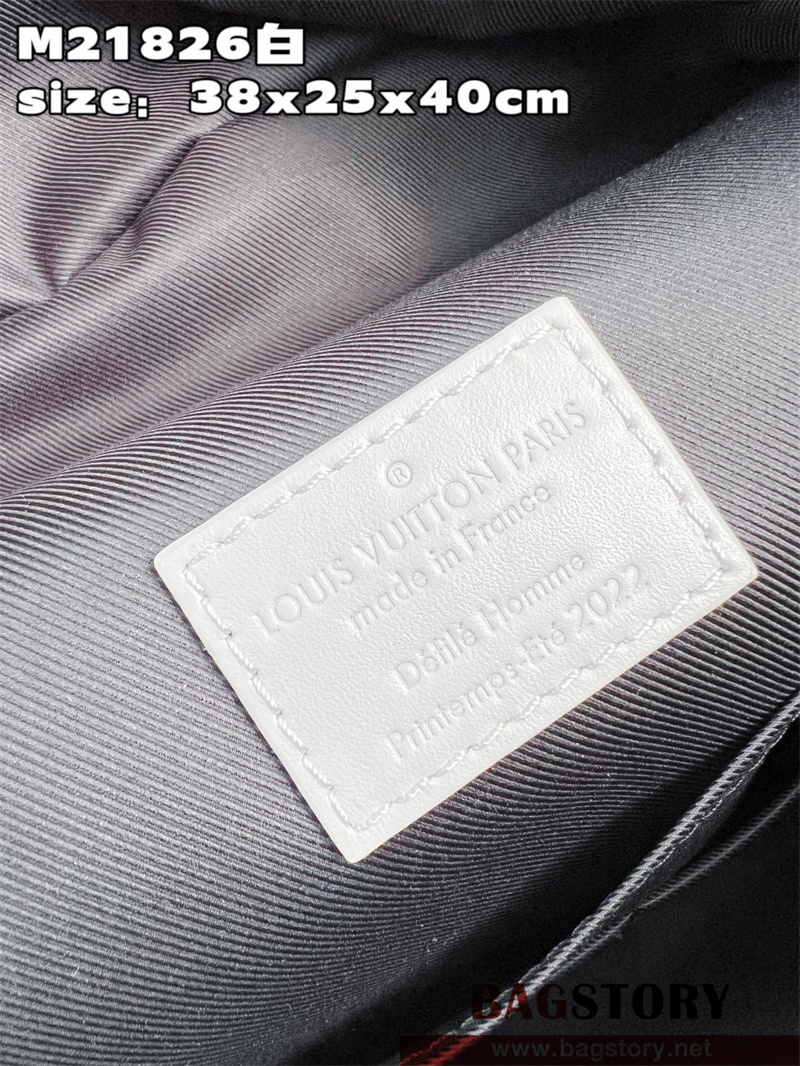 M21826白
size：38x25x40cm
®
LOUIS VUITTON PARIS
made in France
Défilé Homme
Printemps-Eté 2022
BAGSTORY
www.bagstory.net